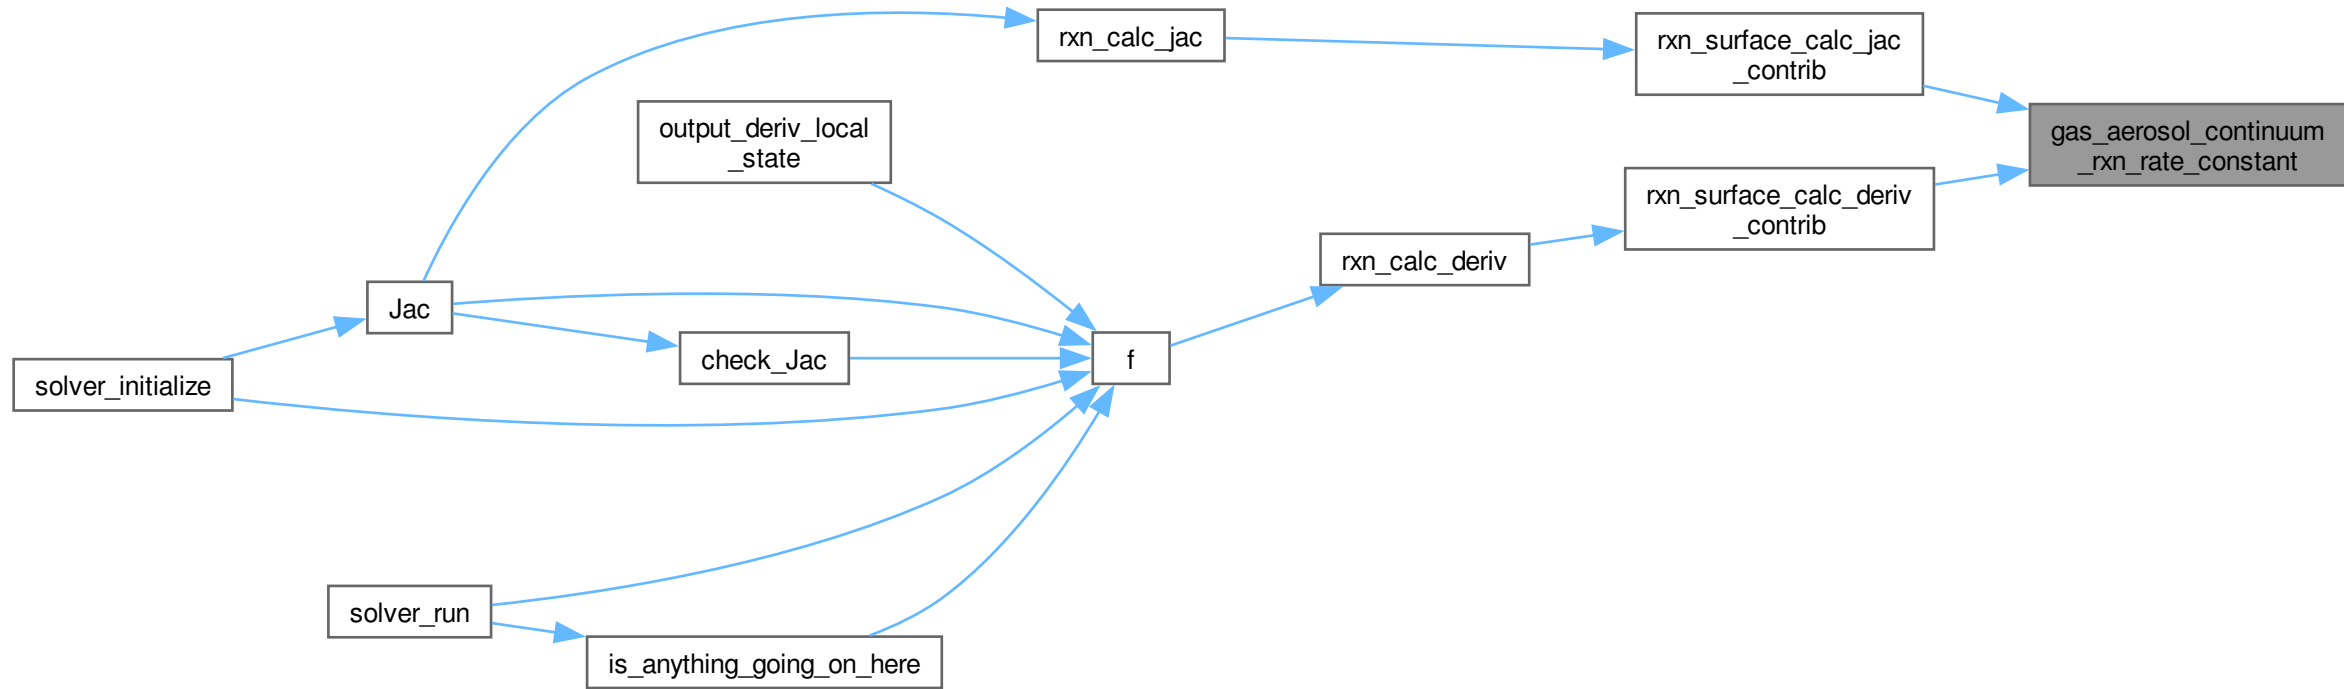 rxn_calc_jac
rxn_surface_calc_jac
_contrib
output_deriv_local
_state
gas_aerosol_continuum
_rxn_rate_constant
rxn_surface_calc_deriv
_contrib
rxn_calc_deriv
Jac
check_Jac
f
solver_initialize
solver_run
is_anything_going_on_here